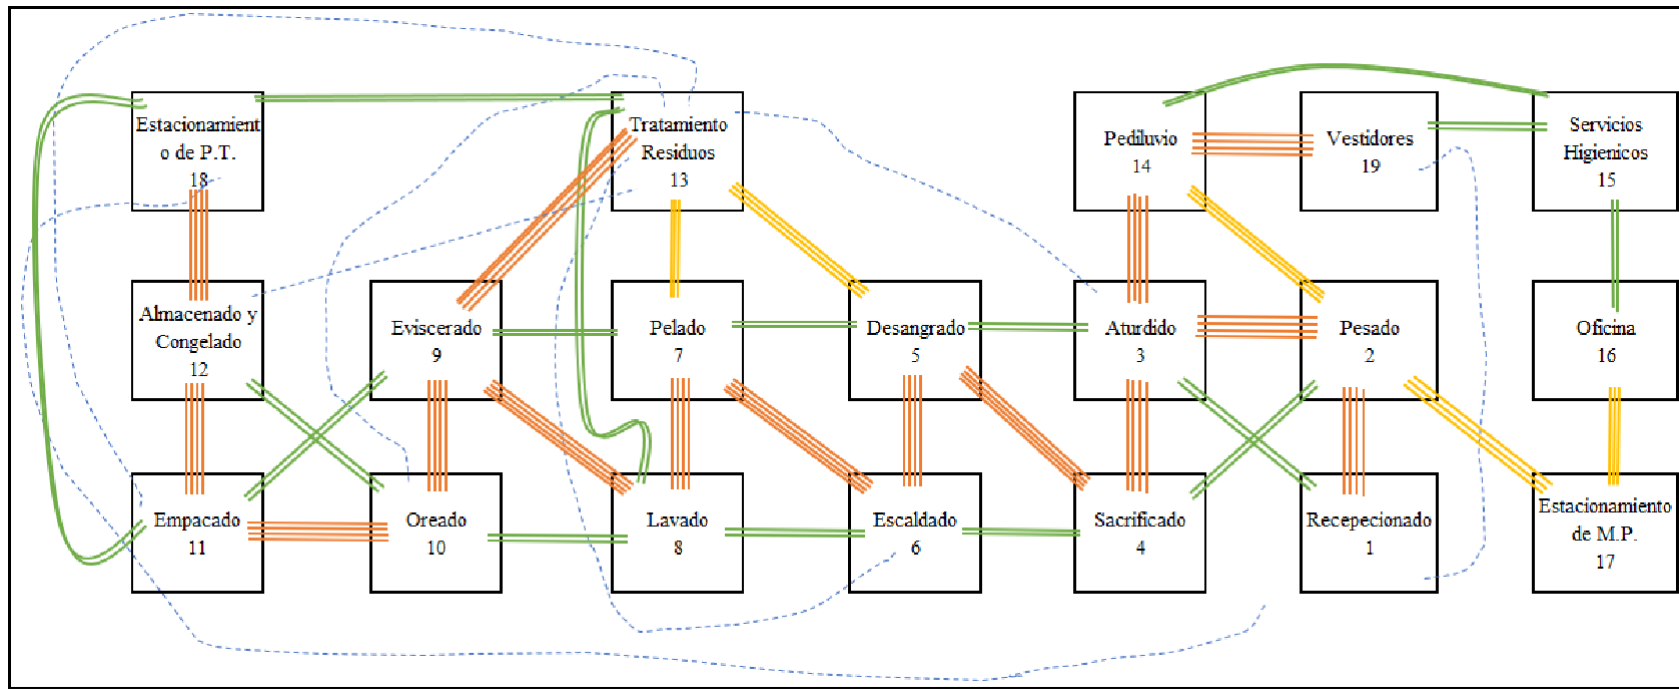 Estacionamient
o de P.T.
18
Tratamiento
Residuos
13
Pediluvio
14
Vestidores
19
Servicios
Higienicos
15
Almacenado y
Congelado
12
Eviscerado
9
Pelado
7
Desangrado
5
Aturdido
3
Pesado
2
Oficina
16
Empacado
11
Oreado
10
Lavado
8
Escaldado
6
Sacrificado
4
Recepecionado
1
Estacionamiento
de M.P.
17